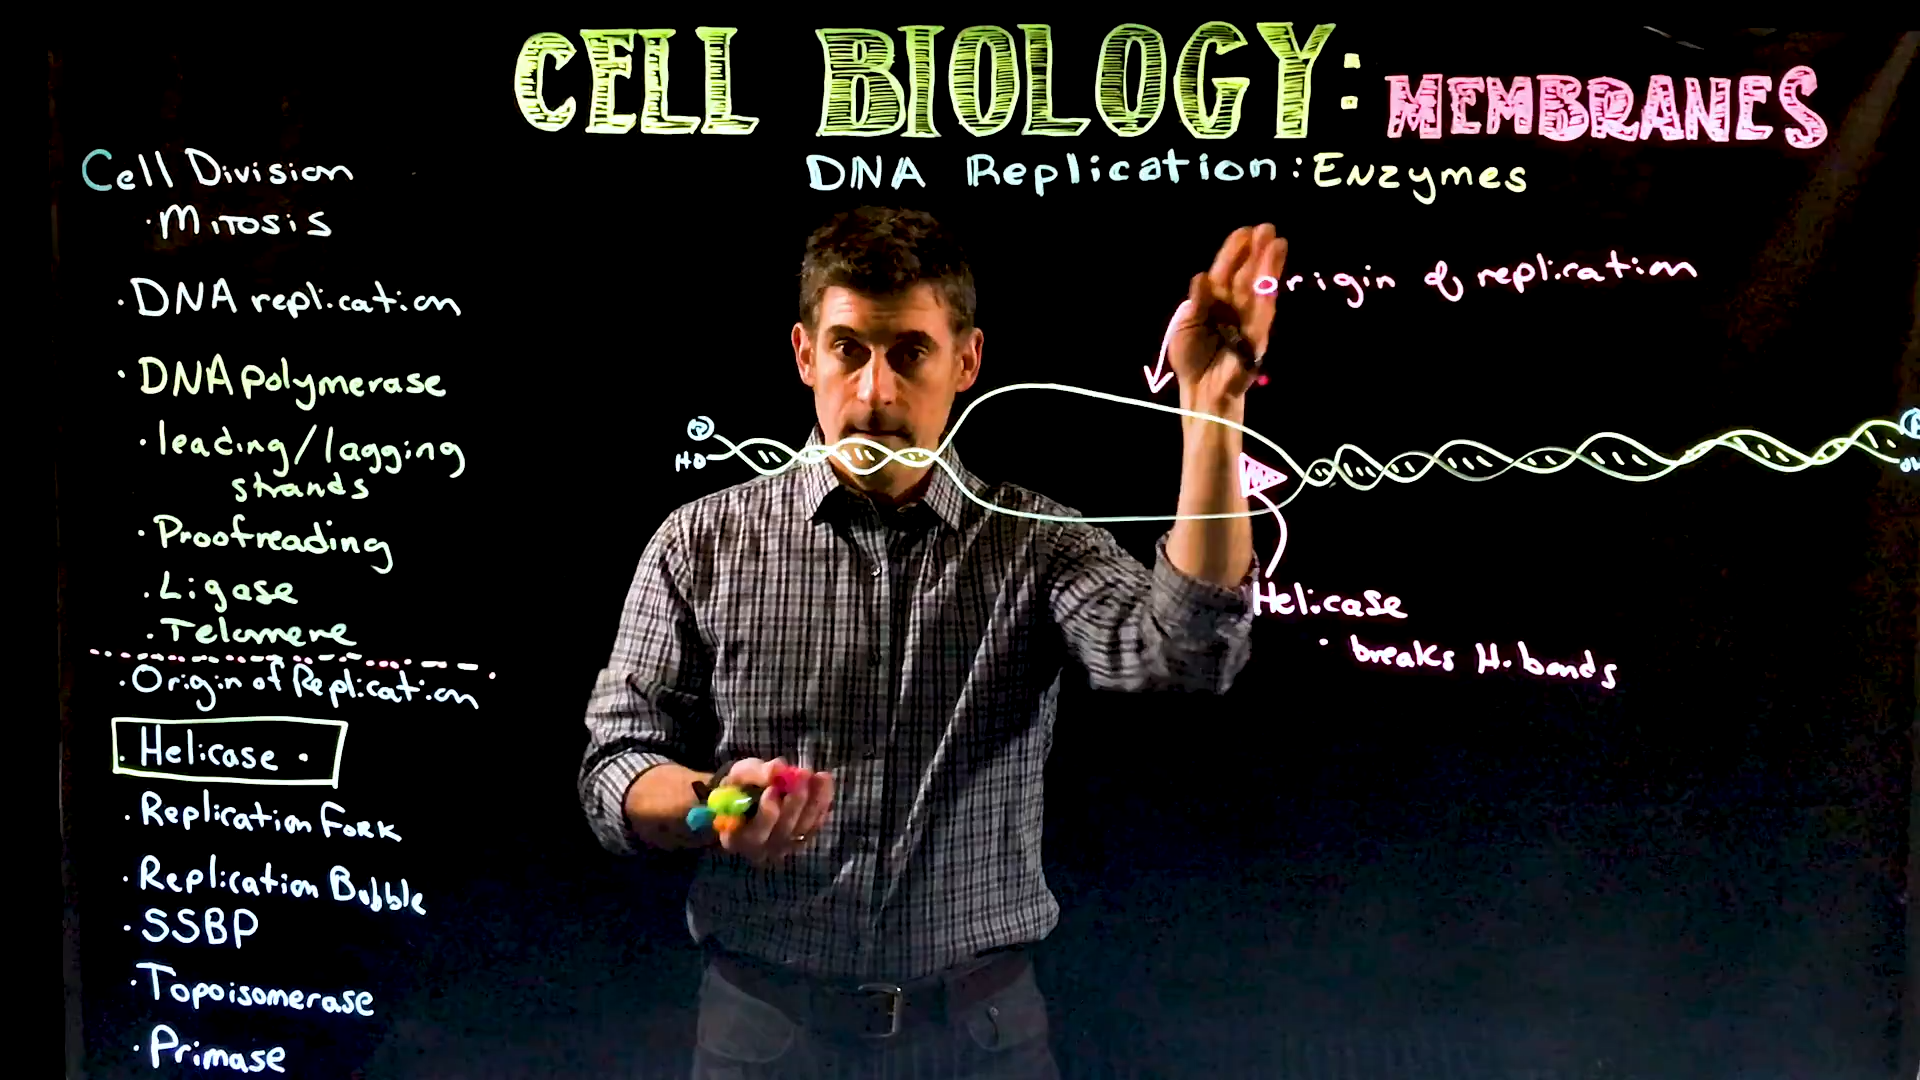 CELL BIOLOGY: MEMBRANES
DNA Replication: Enzymes
Cell Division
· Mitosis
· DNA replication
· DNA polymerase
· leading/lagging
strands
· Proofreading
· Ligase
· Telomere
· Origin of Replication
· Helicase ·
· Replication Fork
· Replication Bubble
· SSBP
· Topoisomerase
· Primase
origin of replication
P
HO
P
OH
Helicase
· breaks H-bonds